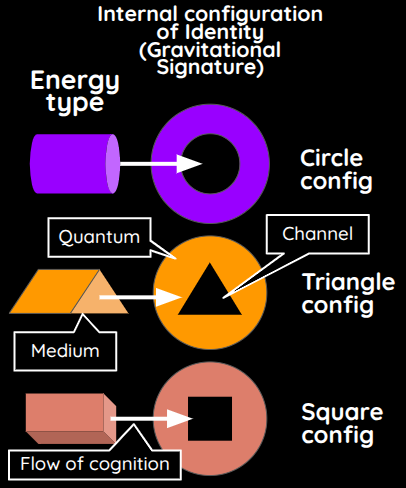 Internal configuration
of Identity
(Gravitational
Signature)
Energy
type
Circle
config
Quantum
Channel
Triangle
config
Medium
Square
config
Flow of cognition